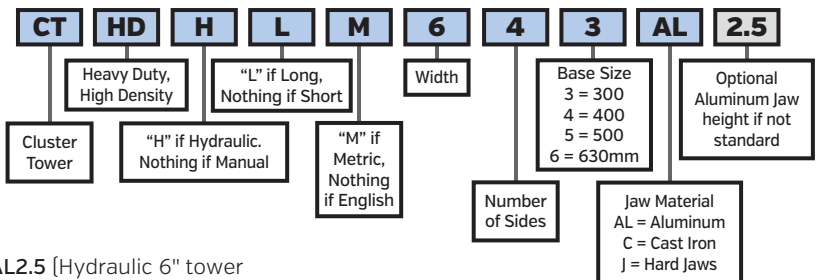 CT HD H L M 6 4 3 AL 2.5
Heavy Duty,
High Density
"L" if Long,
Nothing if Short
Width
Base Size
3 = 300
4 = 400
5 = 500
6 = 630mm
Optional
Aluminum Jaw
height if not
standard
Cluster
Tower
"H" if Hydraulic.
Nothing if Manual
"M" if
Metric,
Nothing
if English
Number
of Sides
Jaw Material
AL = Aluminum
C = Cast Iron
J = Hard Jaws
AL2.5 (Hydraulic 6" tower